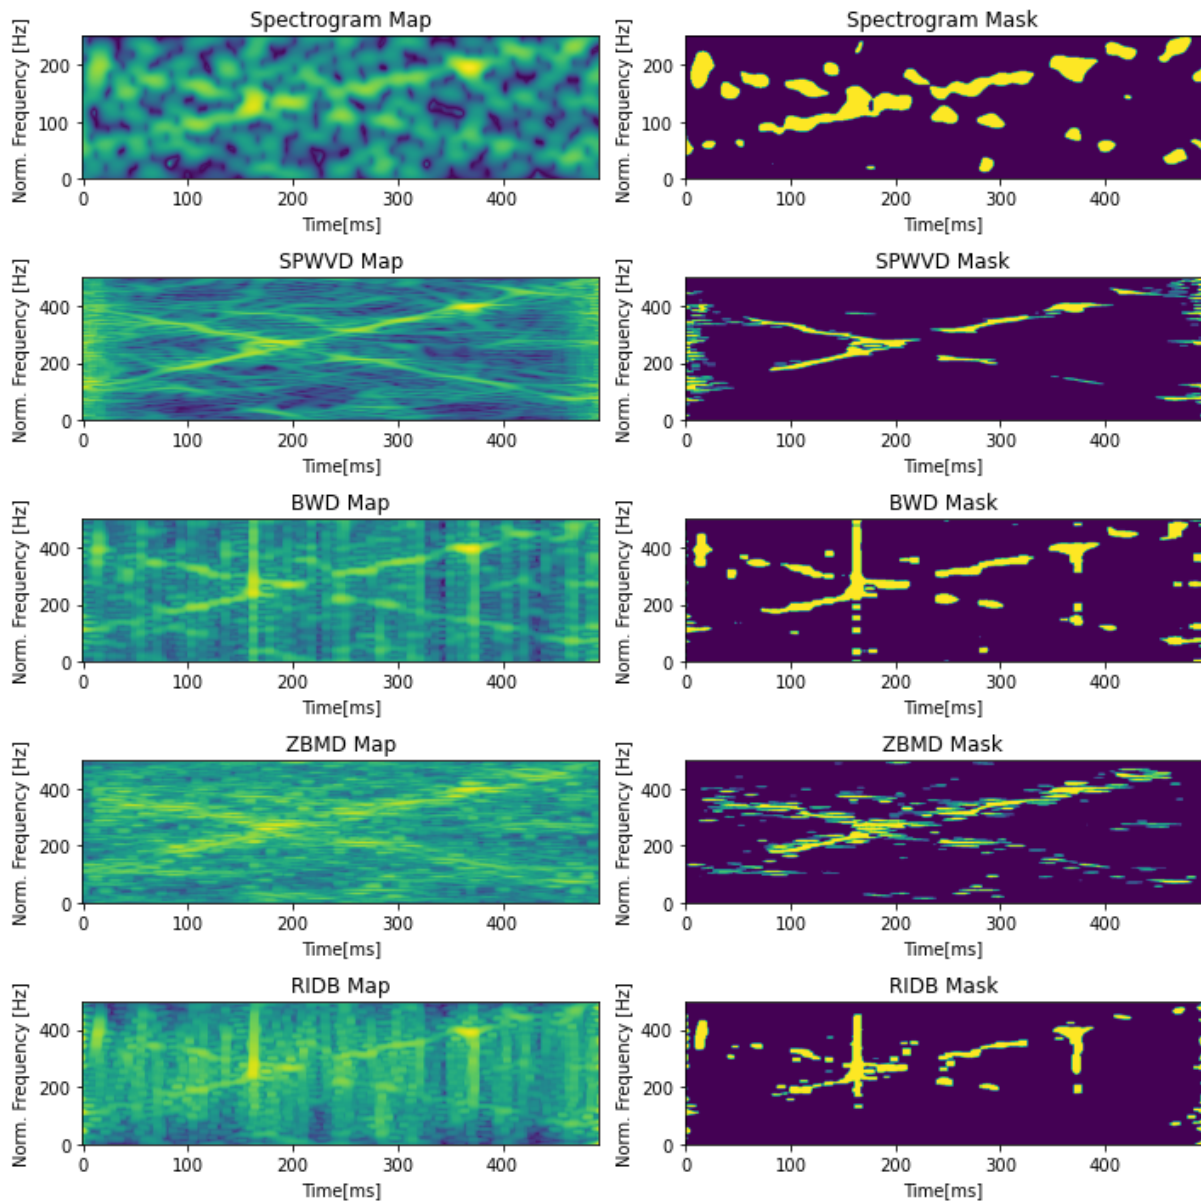 Spectrogram Map
Norm. Frequency [Hz]
200
100
0
0 100 200 300 400
Time[ms]
Spectrogram Mask
Norm. Frequency [Hz]
200
100
0
0 100 200 300 400
Time[ms]
SPWVD Map
Norm. Frequency [Hz]
400
200
0
0 100 200 300 400
Time[ms]
SPWVD Mask
Norm. Frequency [Hz]
400
200
0
0 100 200 300 400
Time[ms]
BWD Map
Norm. Frequency [Hz]
400
200
0
0 100 200 300 400
Time[ms]
BWD Mask
Norm. Frequency [Hz]
400
200
0
0 100 200 300 400
Time[ms]
ZBMD Map
Norm. Frequency [Hz]
400
200
0
0 100 200 300 400
Time[ms]
ZBMD Mask
Norm. Frequency [Hz]
400
200
0
0 100 200 300 400
Time[ms]
RIDB Map
Norm. Frequency [Hz]
400
200
0
0 100 200 300 400
Time[ms]
RIDB Mask
Norm. Frequency [Hz]
400
200
0
0 100 200 300 400
Time[ms]